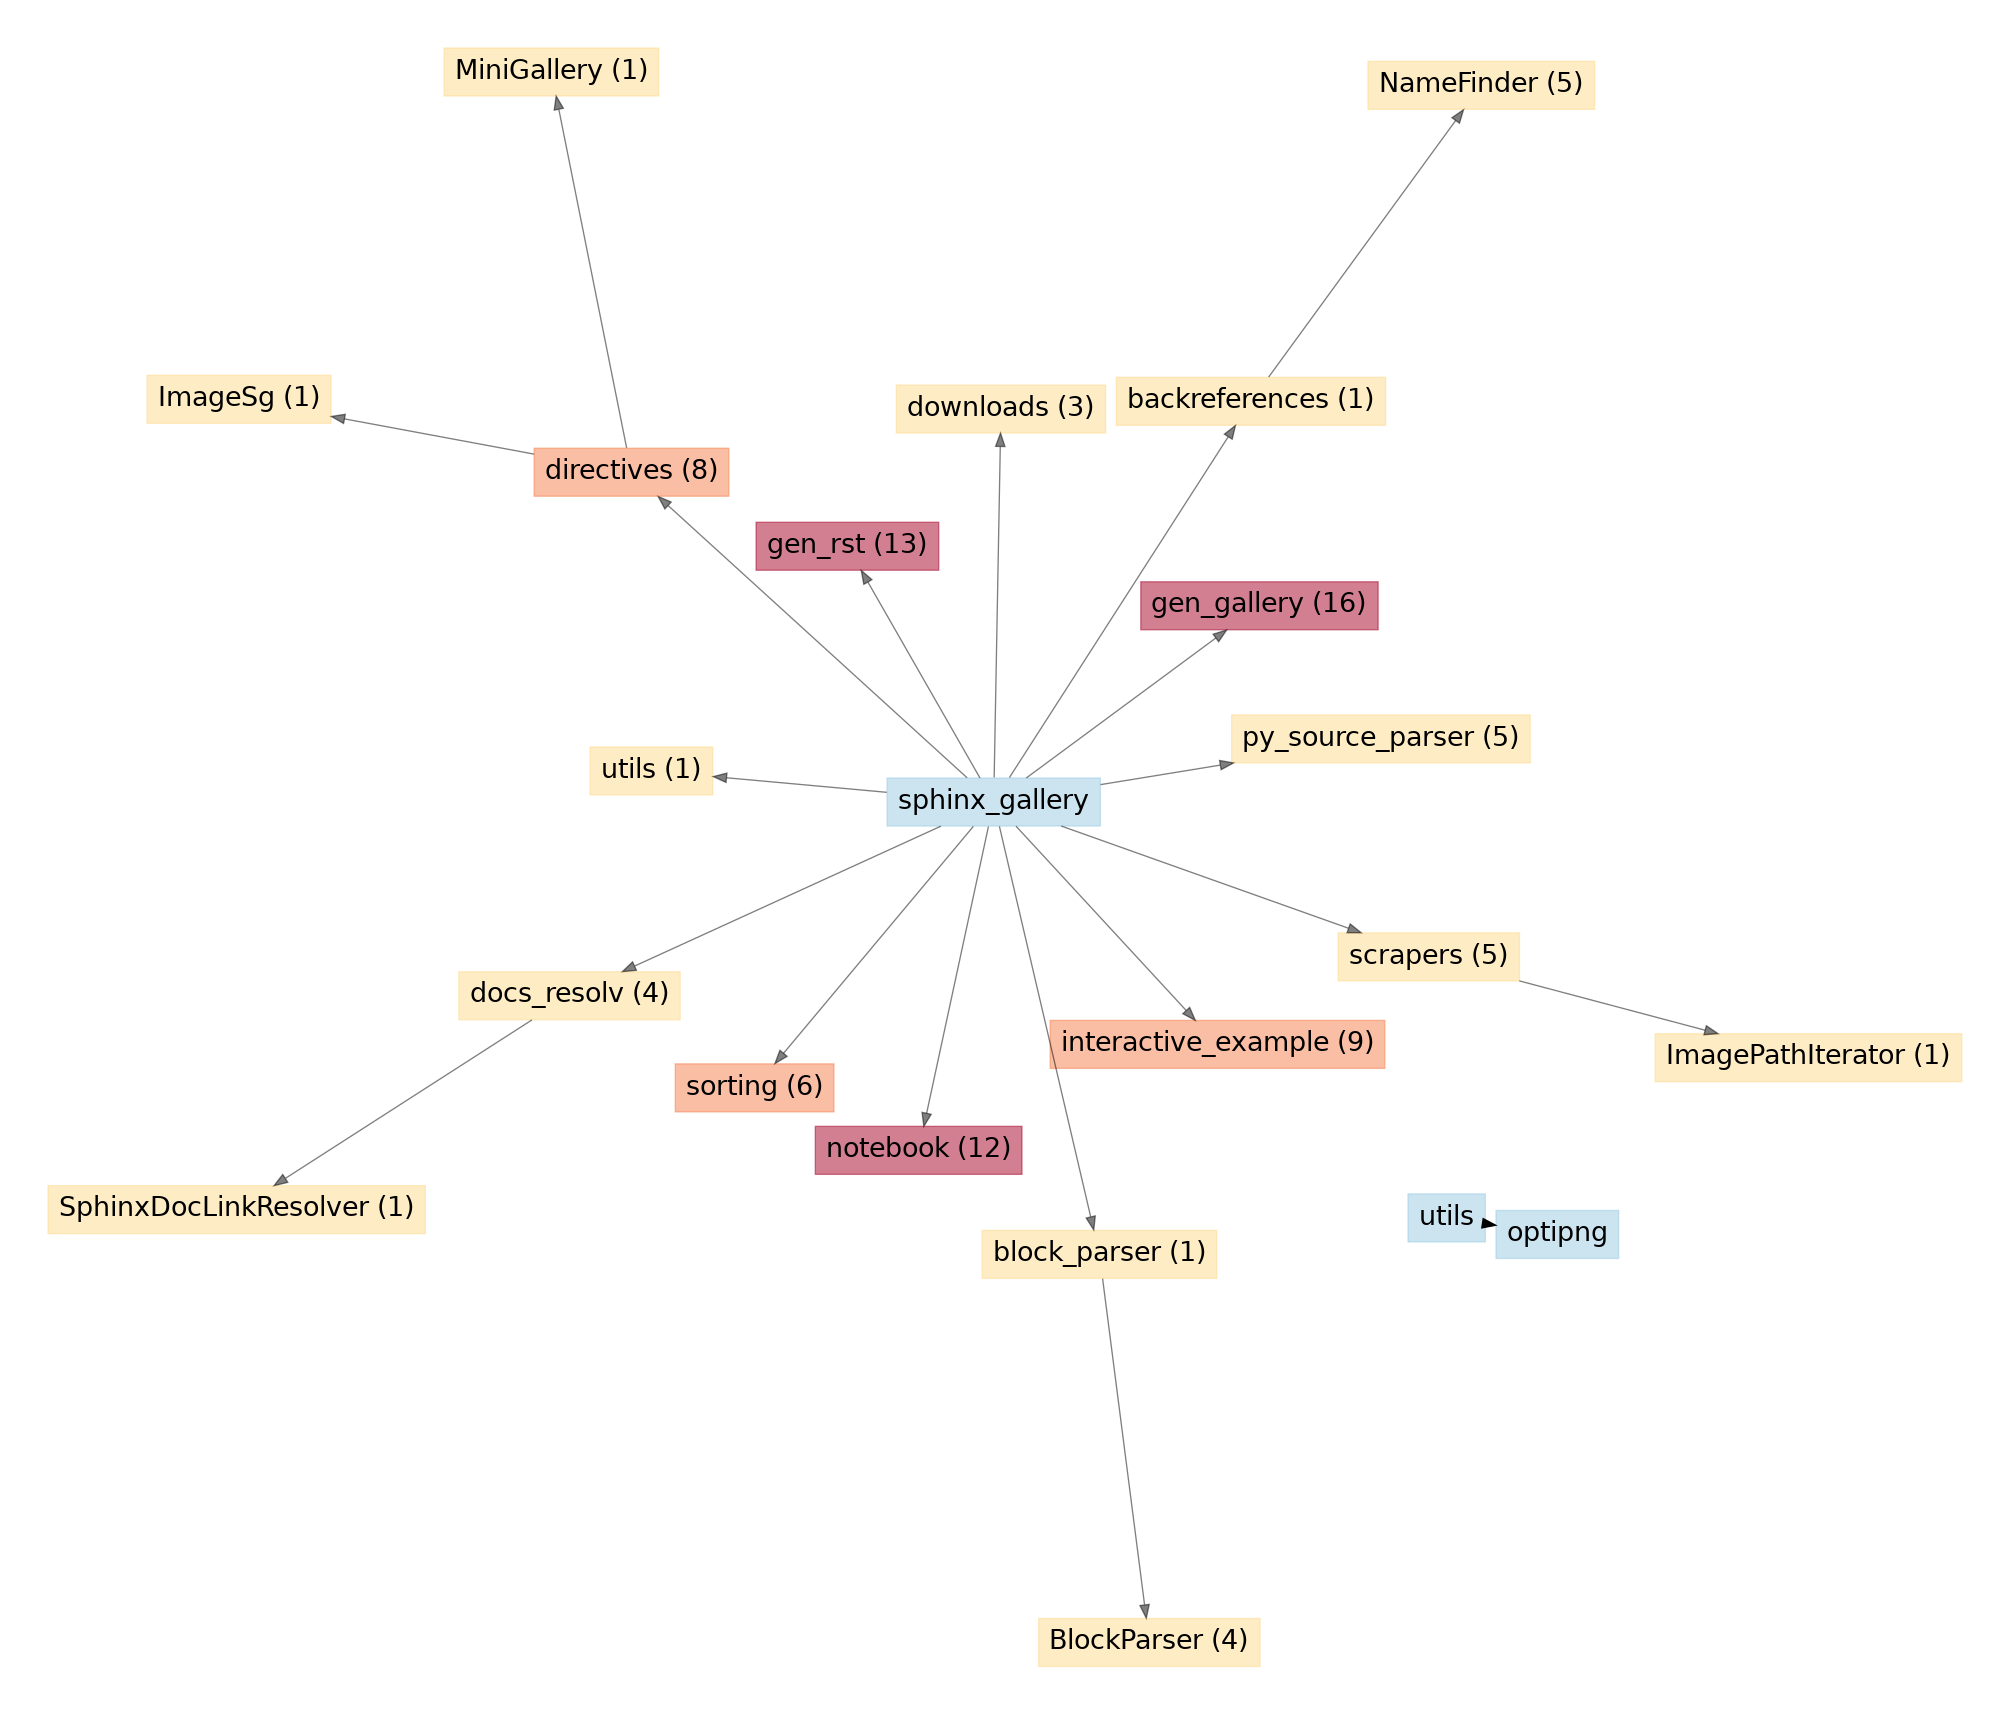 MiniGallery (1)
NameFinder (5)
ImageSg (1)
downloads (3)
backreferences (1)
directives (8)
gen_rst (13)
gen_gallery (16)
py_source_parser (5)
utils (1)
sphinx_gallery
scrapers (5)
docs_resolv (4)
interactive_example (9)
ImagePathIterator (1)
sorting (6)
notebook (12)
SphinxDocLinkResolver (1)
utils
optipng
block_parser (1)
BlockParser (4)